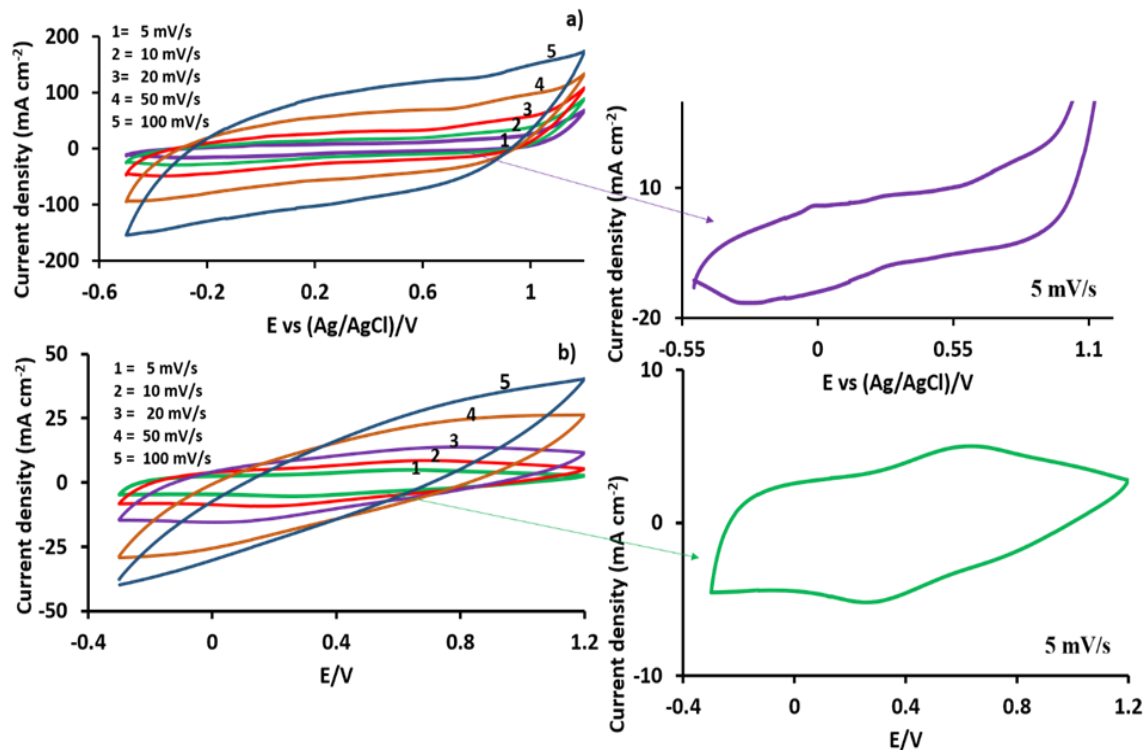 a)
1= 5 mV/s
2 = 10 mV/s
3= 20 mV/s
4 = 50 mV/s
5 = 100 mV/s
200
100
0
-100
-200
-0.6
-0.2
0.2
0.6
1
Current density (mA cm-2)
E vs (Ag/AgCl)/V
5
4
3
2
1
10
-20
-0.55
0
0.55
1.1
Current density (mA cm-2)
E vs (Ag/AgCl)/V
5 mV/s
b)
1 = 5 mV/s
2 = 10 mV/s
3 = 20 mV/s
4 = 50 mV/s
5 = 100 mV/s
50
25
0
-25
-50
-0.4
0
0.4
0.8
1.2
Current density (mA cm-2)
E/V
5
4
3
2
1
10
0
-10
-0.4
0
0.4
0.8
1.2
Current density (mA cm-2)
E/V
5 mV/s